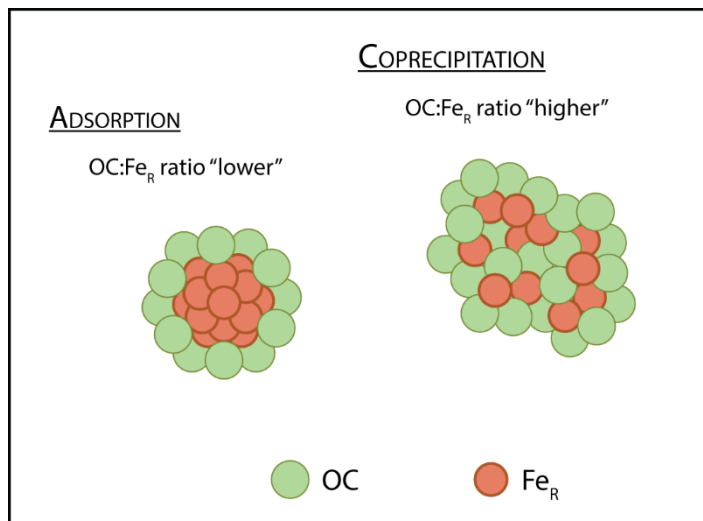 ADSORPTION
OC:FeR ratio “lower”
COPRECIPITATION
OC:FeR ratio “higher”
OC
FeR